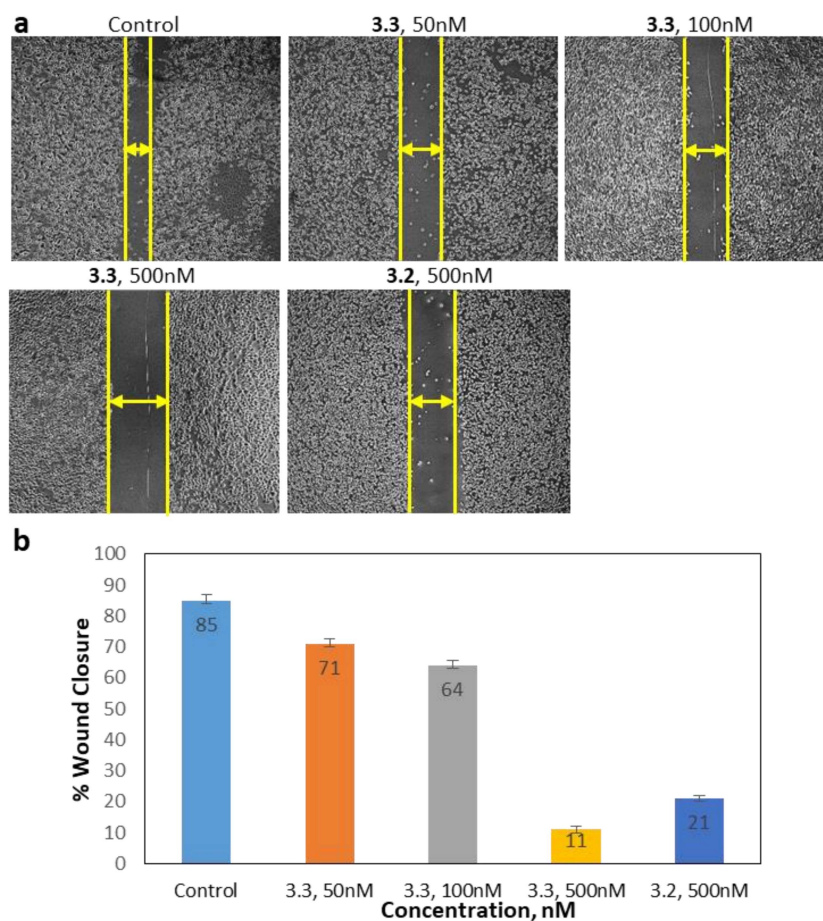 a
Control
3.3, 50nM
3.3, 100nM
3.3, 500nM
3.2, 500nM
b
% Wound Closure
100
90
80
70
60
50
40
30
20
10
0
85
71
64
11
21
Control
3.3, 50nM
3.3, 100nM
3.3, 500nM
3.2, 500nM
Concentration, nM